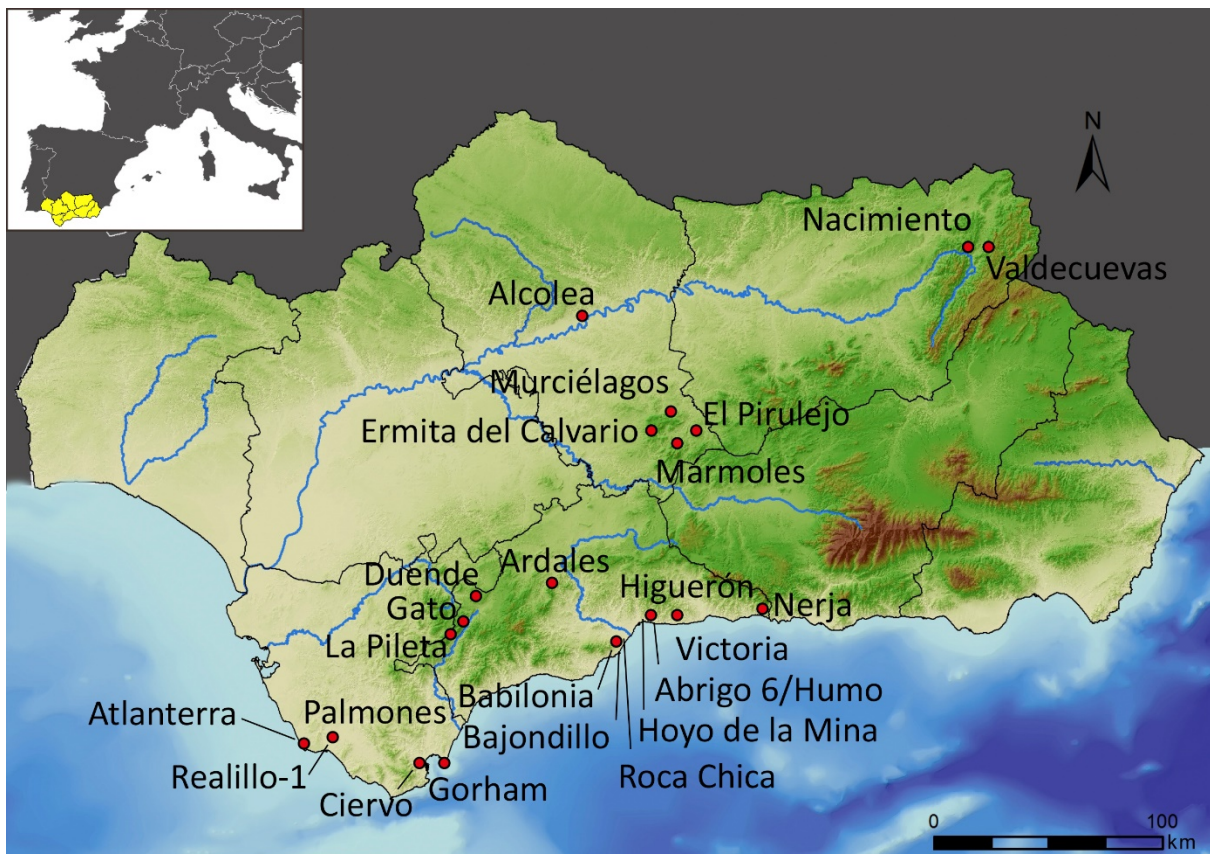 N
Nacimiento
Valdecuevas
Alcolea
Murciélagos
El Pirulejo
Ermita del Calvario
Mármoles
Ardales
Duende
Higuerón
Gato
Nerja
La Pileta
Victoria
Babilonia
Abrigo 6/Humo
Palmones
Atlanterra
Bajondillo
Hoyo de la Mina
Realillo-1
Roca Chica
Ciervo
Gorham
0
100
km